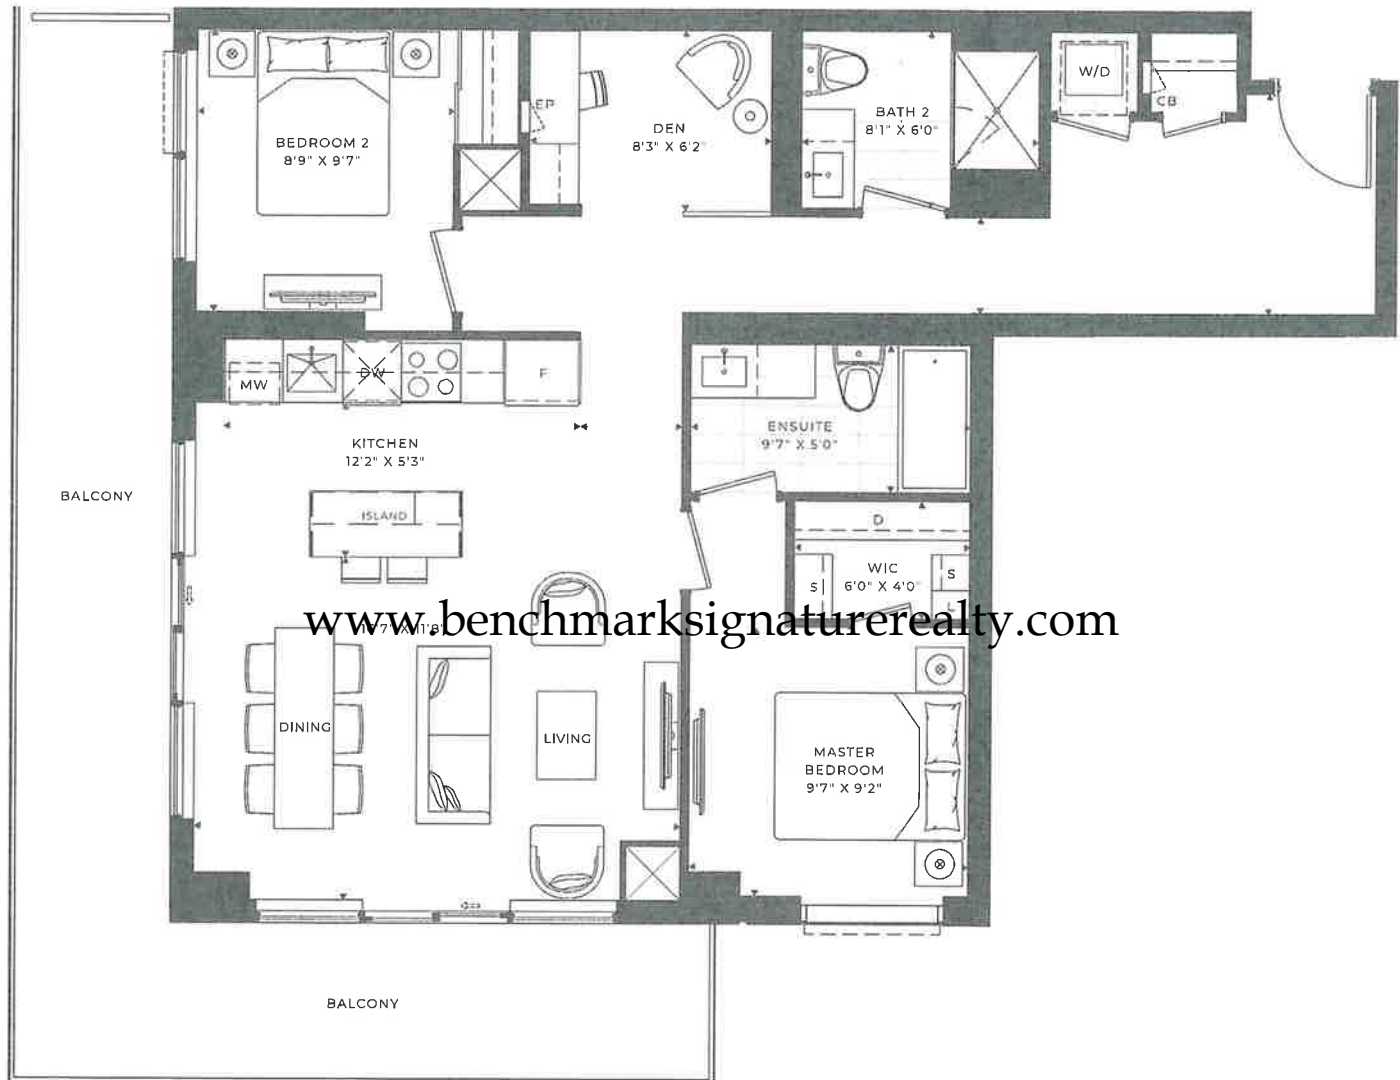 W/D
CB
EP
BATH 2
8'1" X 6'0"
DEN
8'3" X 6'2"
BEDROOM 2
8'9" X 9'7"
MW
DW
F
KITCHEN
12'2" X 5'3"
ENSUITE
9'7" X 5'0"
BALCONY
ISLAND
D
WIC
6'0" X 4'0"
S
S
L
www.benchmarksignaturerealty.com
DINING
LIVING
MASTER
BEDROOM
9'7" X 9'2"
BALCONY